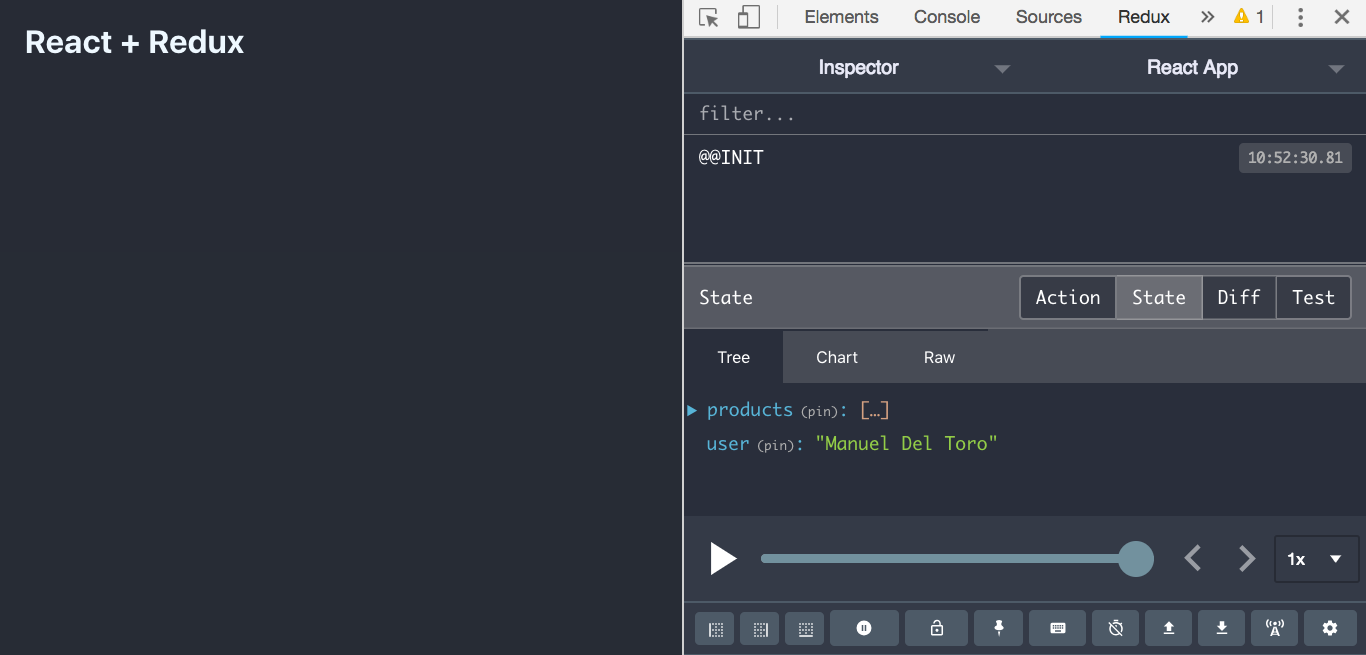 React + Redux
Elements Console Sources Redux 1
Inspector React App
filter...
@@INIT 10:52:30.81
State Action State Diff Test
Tree Chart Raw
products (pin): […]
user (pin): "Manuel Del Toro"
1x